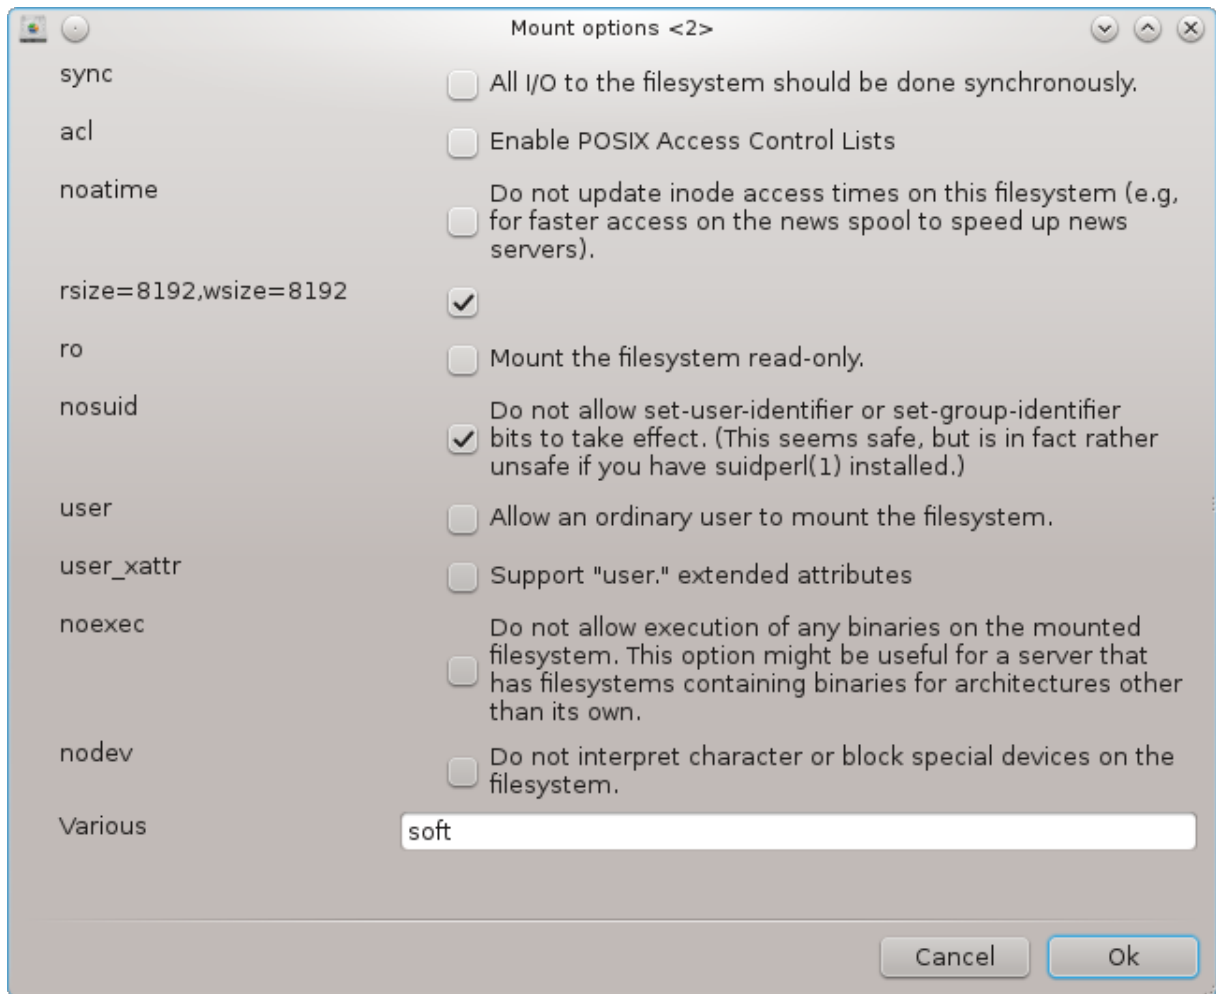 Mount options <2>
sync
All I/O to the filesystem should be done synchronously.
acl
Enable POSIX Access Control Lists
noatime
Do not update inode access times on this filesystem (e.g,
for faster access on the news spool to speed up news
servers).
rsize=8192,wsize=8192
ro
Mount the filesystem read-only.
nosuid
Do not allow set-user-identifier or set-group-identifier
bits to take effect. (This seems safe, but is in fact rather
unsafe if you have suidperl(1) installed.)
user
Allow an ordinary user to mount the filesystem.
user_xattr
Support "user." extended attributes
noexec
Do not allow execution of any binaries on the mounted
filesystem. This option might be useful for a server that
has filesystems containing binaries for architectures other
than its own.
nodev
Do not interpret character or block special devices on the
filesystem.
Various
soft
Cancel
Ok